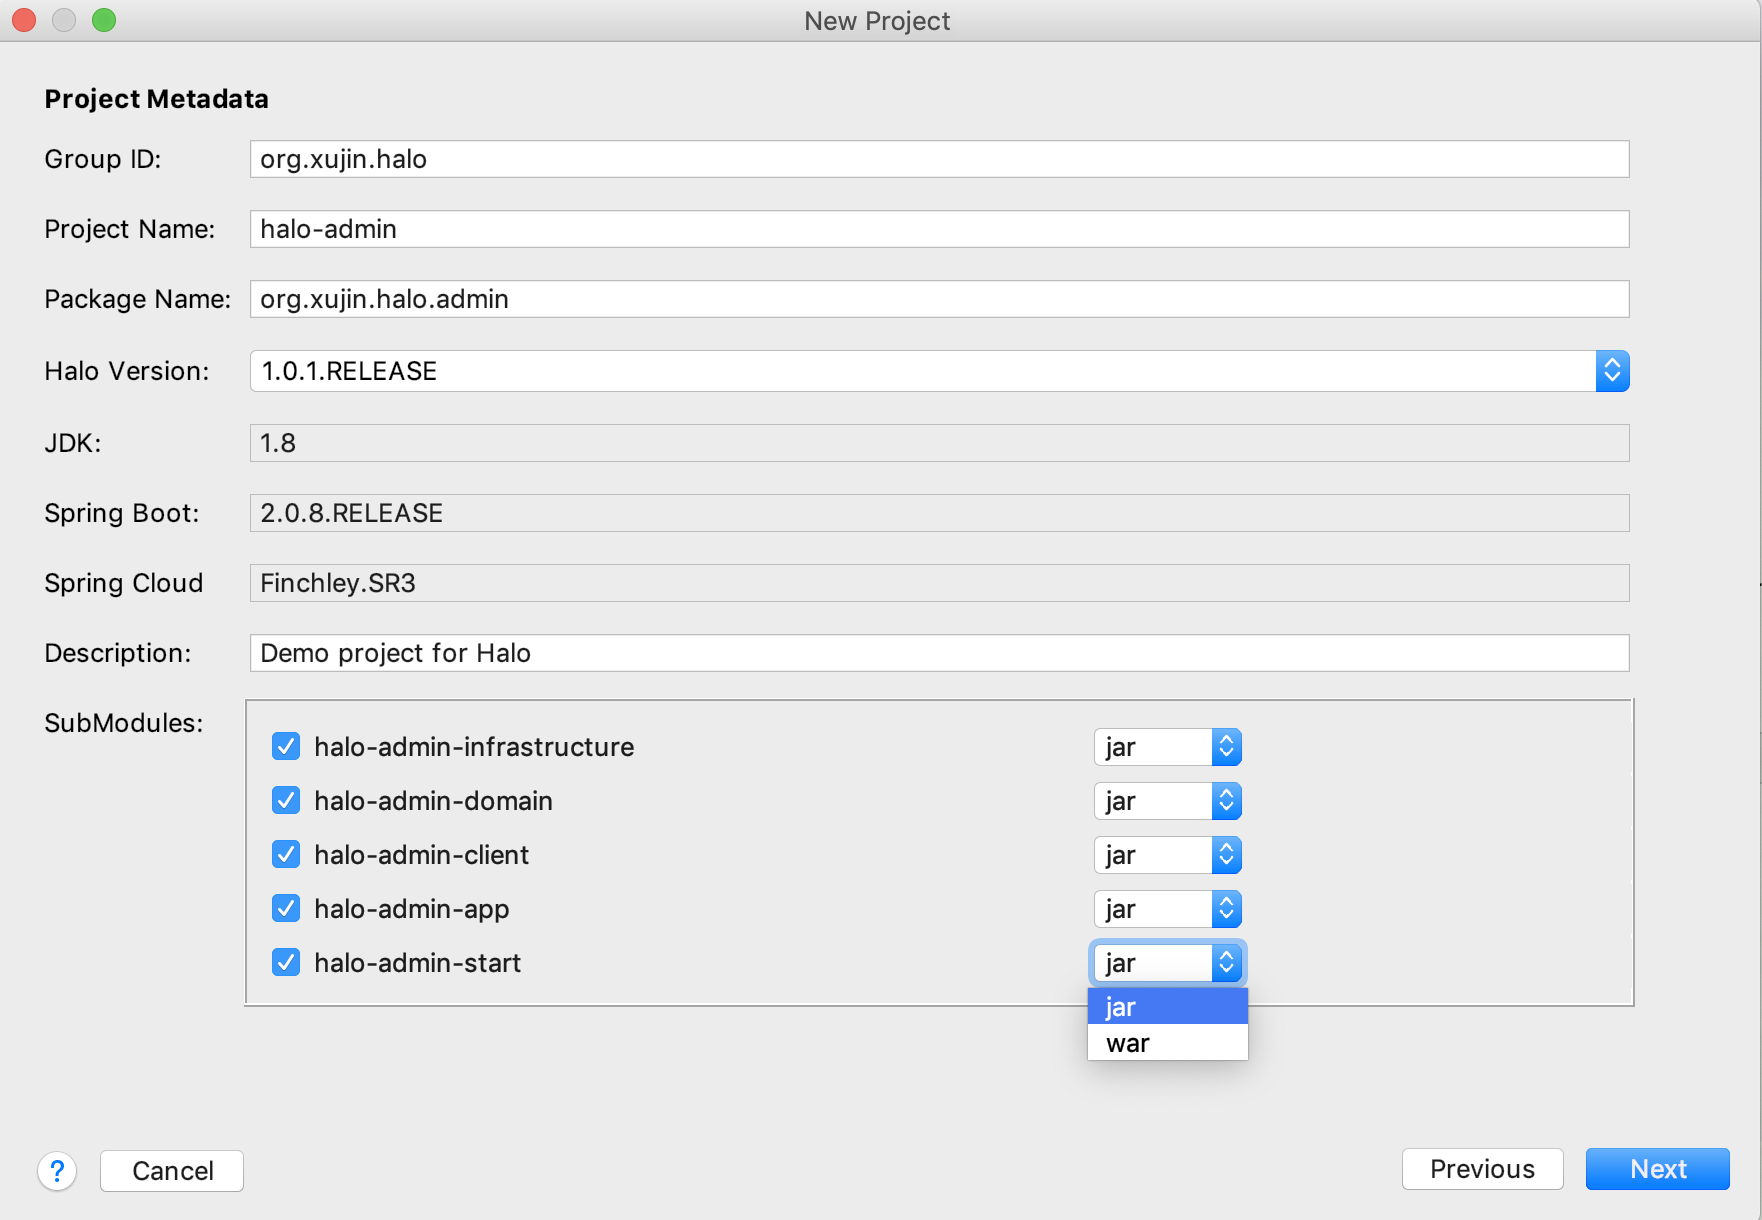 New Project
Project Metadata
Group ID: org.xujin.halo
Project Name: halo-admin
Package Name: org.xujin.halo.admin
Halo Version: 1.0.1.RELEASE
JDK: 1.8
Spring Boot: 2.0.8.RELEASE
Spring Cloud Finchley.SR3
Description: Demo project for Halo
SubModules:
halo-admin-infrastructure jar
halo-admin-domain jar
halo-admin-client jar
halo-admin-app jar
halo-admin-start jar
jar
war
? Cancel Previous Next